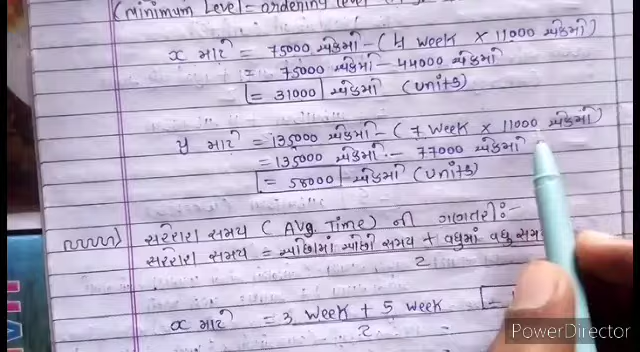 (Minimum Level = ordering level
x માટે = 75000 એકમો - (4 week × 11000 એકમો)
= 75000 એકમો - 44000 એકમો
= 31000 એકમો (units)
y માટે = 135000 એકમો - (7 week × 11000 એકમો)
= 135000 એકમો - 77000 એકમો
= 58000 એકમો (units)
સરેરાશ સમય (Avg. Time) ની ગણતરી:-
સરેરાશ સમય = ઓછામાં ઓછો સમય + વધુમાં વધુ સમ
2
x માટે = 3 week + 5 week
2
PowerDirector